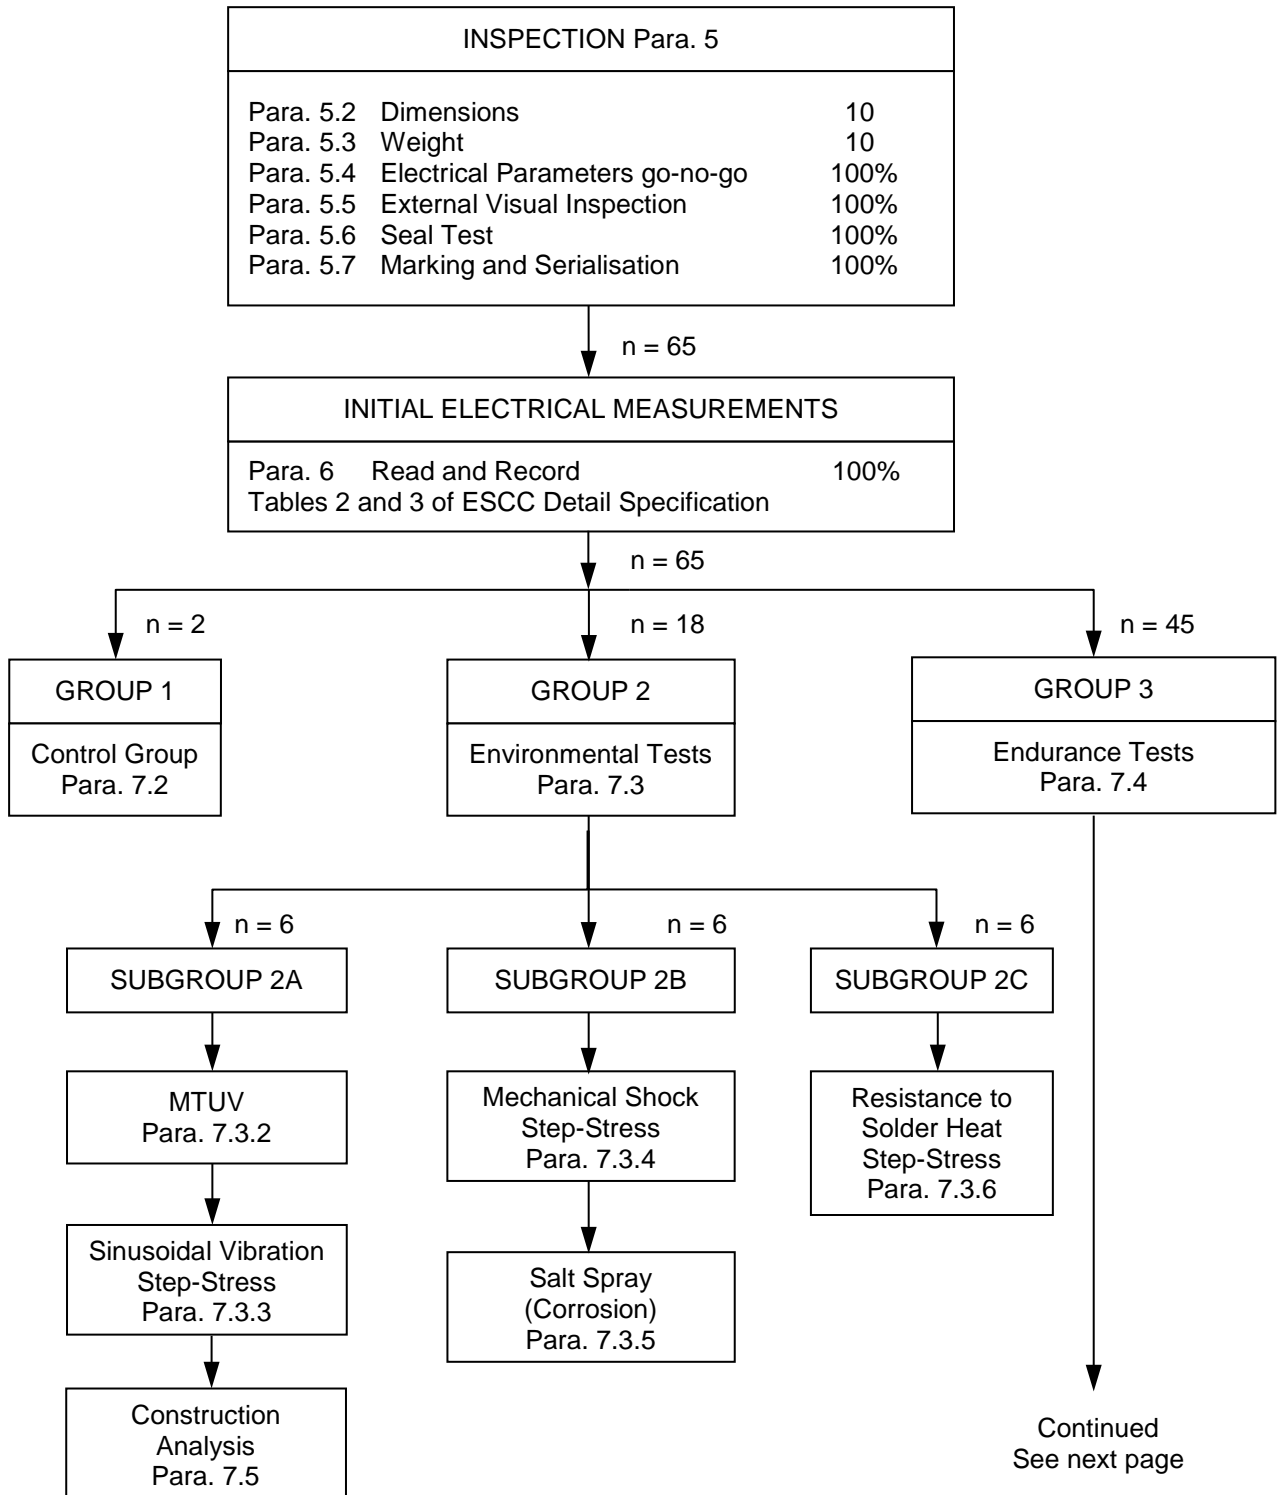 INSPECTION Para. 5
Para. 5.2 Dimensions 10
Para. 5.3 Weight 10
Para. 5.4 Electrical Parameters go-no-go 100%
Para. 5.5 External Visual Inspection 100%
Para. 5.6 Seal Test 100%
Para. 5.7 Marking and Serialisation 100%
n = 65
INITIAL ELECTRICAL MEASUREMENTS
Para. 6 Read and Record 100%
Tables 2 and 3 of ESCC Detail Specification
n = 65
n = 2
n = 18
n = 45
GROUP 1
Control Group
Para. 7.2
GROUP 2
Environmental Tests
Para. 7.3
GROUP 3
Endurance Tests
Para. 7.4
n = 6
n = 6
n = 6
SUBGROUP 2A
SUBGROUP 2B
SUBGROUP 2C
MTUV
Para. 7.3.2
Mechanical Shock
Step-Stress
Para. 7.3.4
Resistance to
Solder Heat
Step-Stress
Para. 7.3.6
Sinusoidal Vibration
Step-Stress
Para. 7.3.3
Salt Spray
(Corrosion)
Para. 7.3.5
Construction
Analysis
Para. 7.5
Continued
See next page